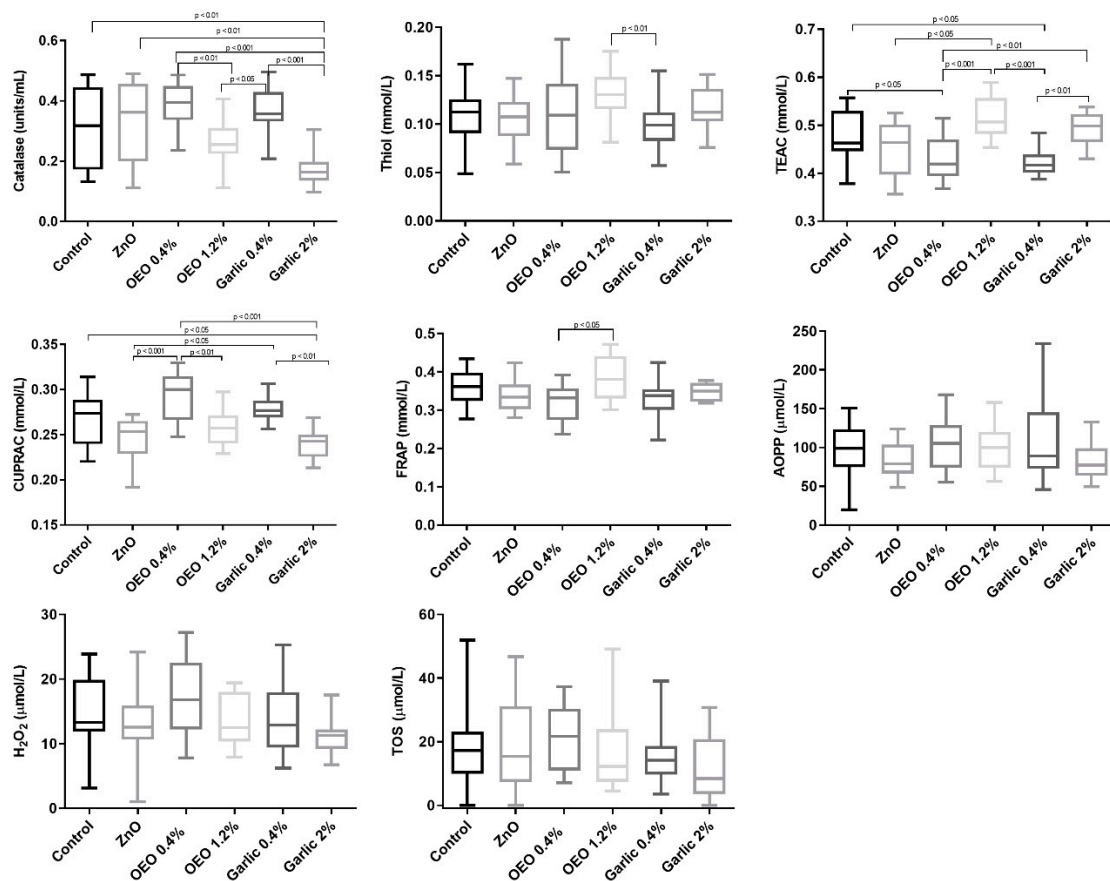 p < 0.01
p < 0.01
p < 0.001
p < 0.01
p < 0.001
p < 0.05
Catalase (units/mL)
0.6
0.4
0.2
0.0
Control
ZnO
OEO 0.4%
OEO 1.2%
Garlic 0.4%
Garlic 2%
p < 0.01
Thiol (mmol/L)
0.20
0.15
0.10
0.05
0.00
Control
ZnO
OEO 0.4%
OEO 1.2%
Garlic 0.4%
Garlic 2%
p < 0.05
p < 0.05
p < 0.01
p < 0.001
p < 0.001
p < 0.05
p < 0.01
TEAC (mmol/L)
0.7
0.6
0.5
0.4
0.3
Control
ZnO
OEO 0.4%
OEO 1.2%
Garlic 0.4%
Garlic 2%
p < 0.001
p < 0.05
p < 0.05
p < 0.001
p < 0.01
p < 0.01
CUPRAC (mmol/L)
0.35
0.30
0.25
0.20
0.15
Control
ZnO
OEO 0.4%
OEO 1.2%
Garlic 0.4%
Garlic 2%
p < 0.05
FRAP (mmol/L)
0.5
0.4
0.3
0.2
0.1
0.0
Control
ZnO
OEO 0.4%
OEO 1.2%
Garlic 0.4%
Garlic 2%
AOPP (µmol/L)
250
200
150
100
50
0
Control
ZnO
OEO 0.4%
OEO 1.2%
Garlic 0.4%
Garlic 2%
H₂O₂ (µmol/L)
30
20
10
0
Control
ZnO
OEO 0.4%
OEO 1.2%
Garlic 0.4%
Garlic 2%
TOS (µmol/L)
60
40
20
0
Control
ZnO
OEO 0.4%
OEO 1.2%
Garlic 0.4%
Garlic 2%